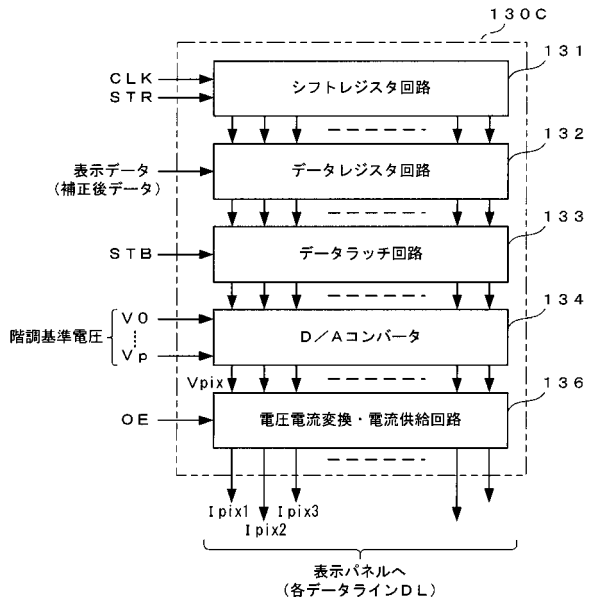 130C
131
CLK
STR
シフトレジスタ回路
132
表示データ
(補正後データ)
データレジスタ回路
133
STB
データラッチ回路
134
階調基準電圧
V0
Vp
D/Aコンバータ
Vpix
136
OE
電圧電流変換・電流供給回路
Ipix1
Ipix3
Ipix2
表示パネルへ
(各データラインDL)